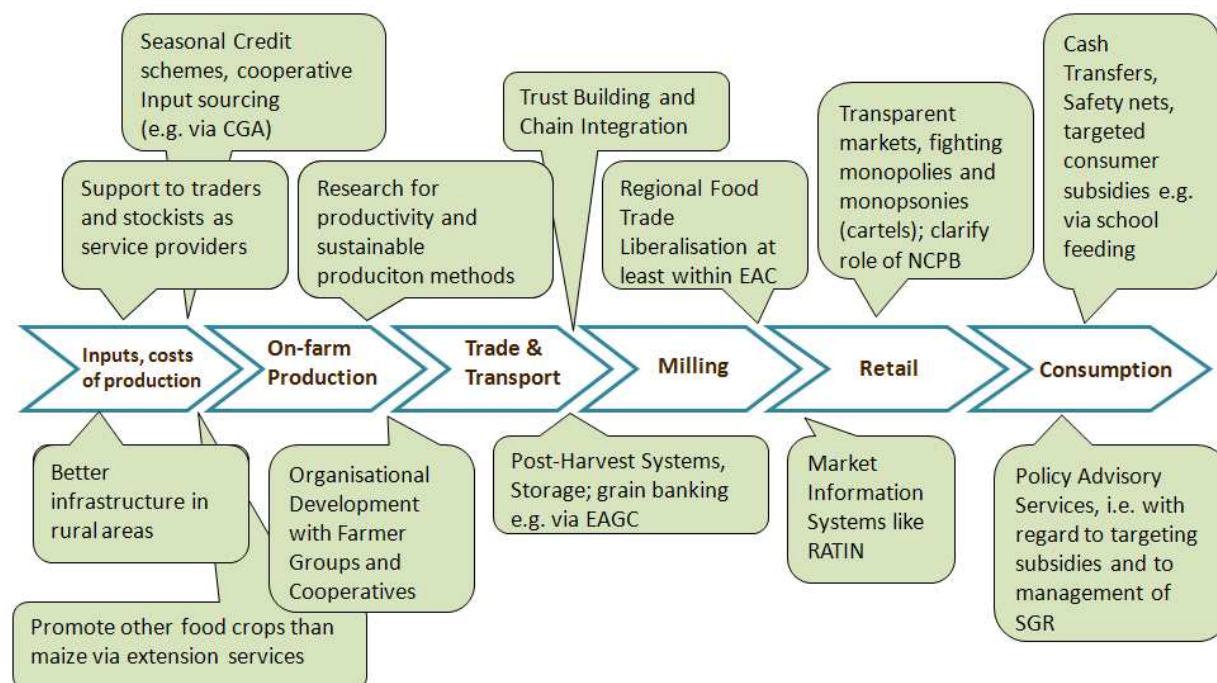 Seasonal Credit
schemes, cooperative
Input sourcing
(e.g. via CGA)
Support to traders
and stockists as
service providers
Research for
productivity and
sustainable
produciton methods
Trust Building and
Chain Integration
Regional Food
Trade
Liberalisation at
least within EAC
Transparent
markets, fighting
monopolies and
monopsonies
(cartels); clarify
role of NCPB
Cash
Transfers,
Safety nets,
targeted
consumer
subsidies e.g.
via school
feeding
Inputs, costs
of production
On-farm
Production
Trade &
Transport
Milling
Retail
Consumption
Better
infrastructure in
rural areas
Promote other food crops than
maize via extension services
Organisational
Development
with Farmer
Groups and
Cooperatives
Post-Harvest Systems,
Storage; grain banking
e.g. via EAGC
Market
Information
Systems like
RATIN
Policy Advisory
Services, i.e. with
regard to targeting
subsidies and to
management of
SGR